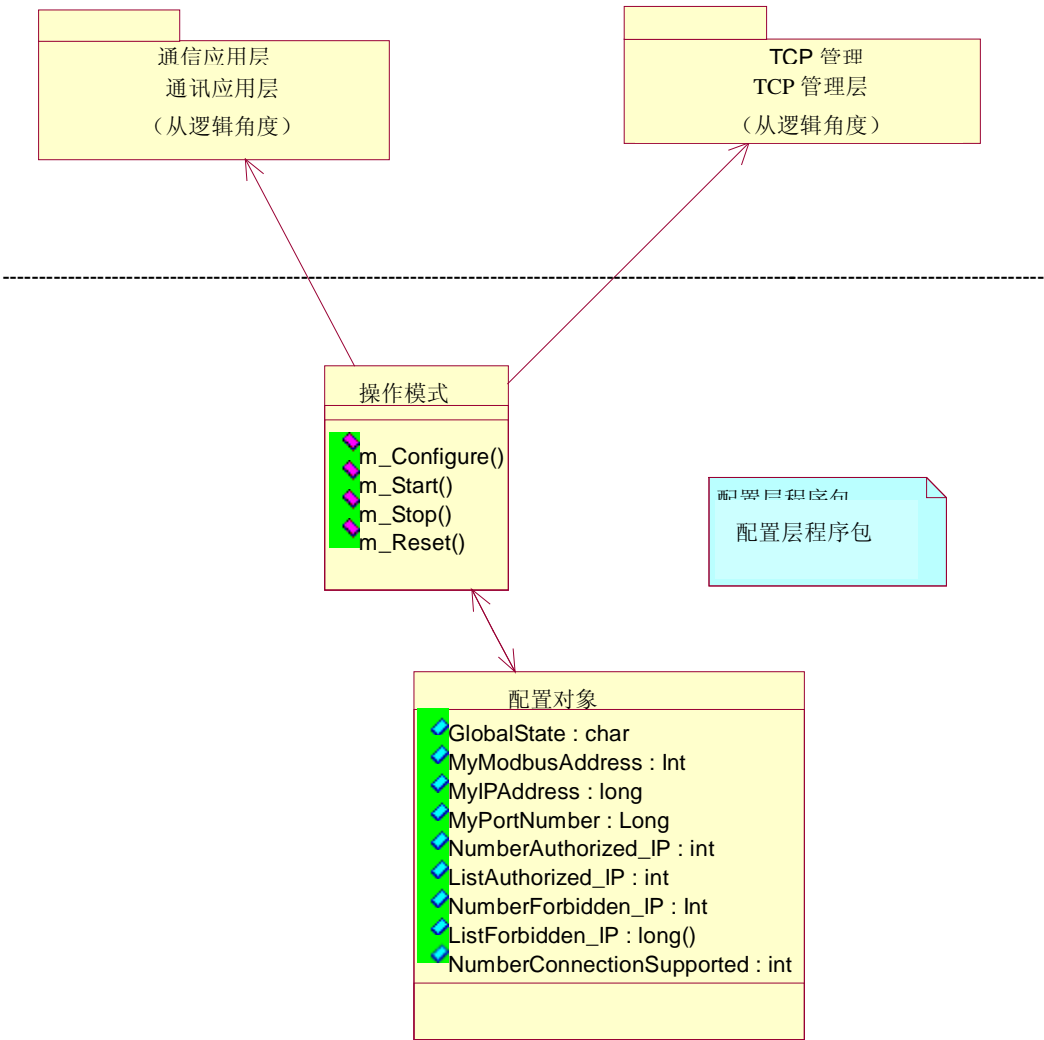 通信应用层
通讯应用层
（从逻辑角度）
TCP 管理
TCP 管理层
（从逻辑角度）
操作模式
m_Configure()
m_Start()
m_Stop()
m_Reset()
配置层程序包
配置层程序包
配置对象
GlobalState : char
MyModbusAddress : Int
MyIPAddress : long
MyPortNumber : Long
NumberAuthorized_IP : int
ListAuthorized_IP : int
NumberForbidden_IP : Int
ListForbidden_IP : long()
NumberConnectionSupported : int